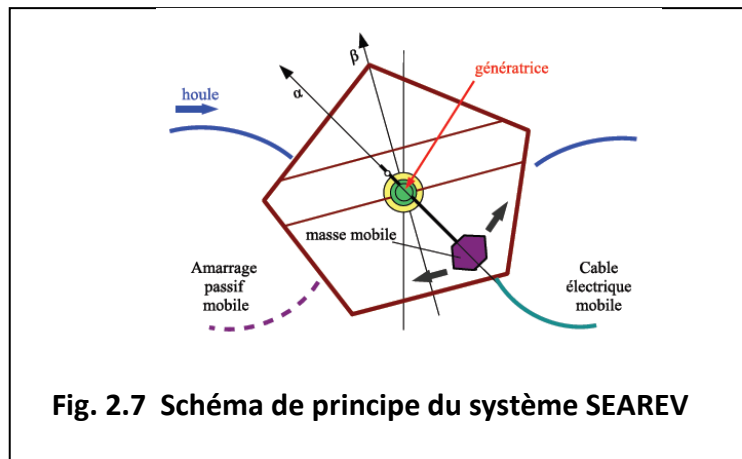 β
génératrice
α
houle
masse mobile
Amarrage
passif
mobile
Cable
électrique
mobile
Fig. 2.7 Schéma de principe du système SEAREV